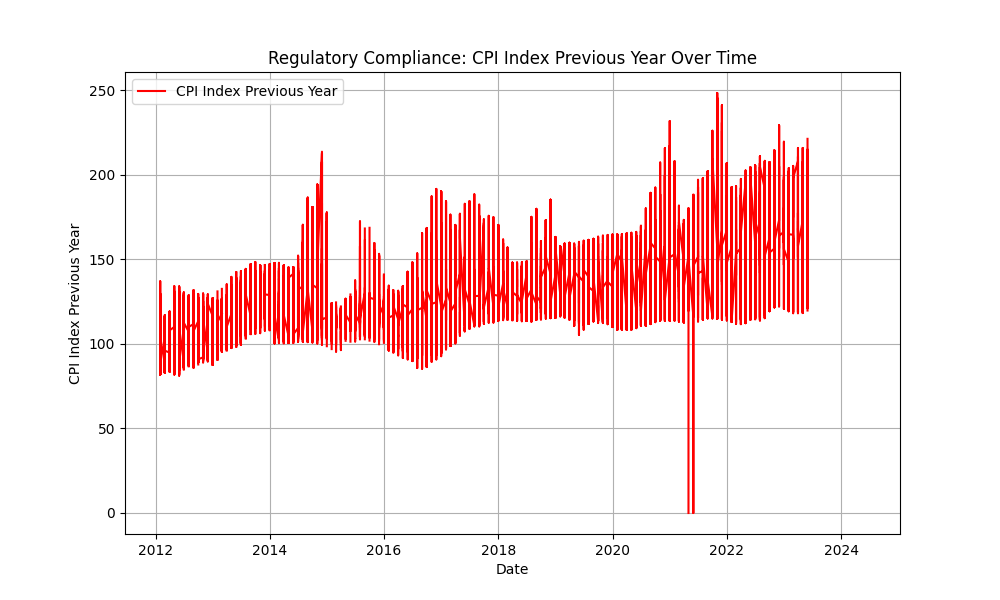 Regulatory Compliance: CPI Index Previous Year Over Time
CPI Index Previous Year
CPI Index Previous Year
250
200
150
100
50
0
2012 2014 2016 2018 2020 2022 2024
Date